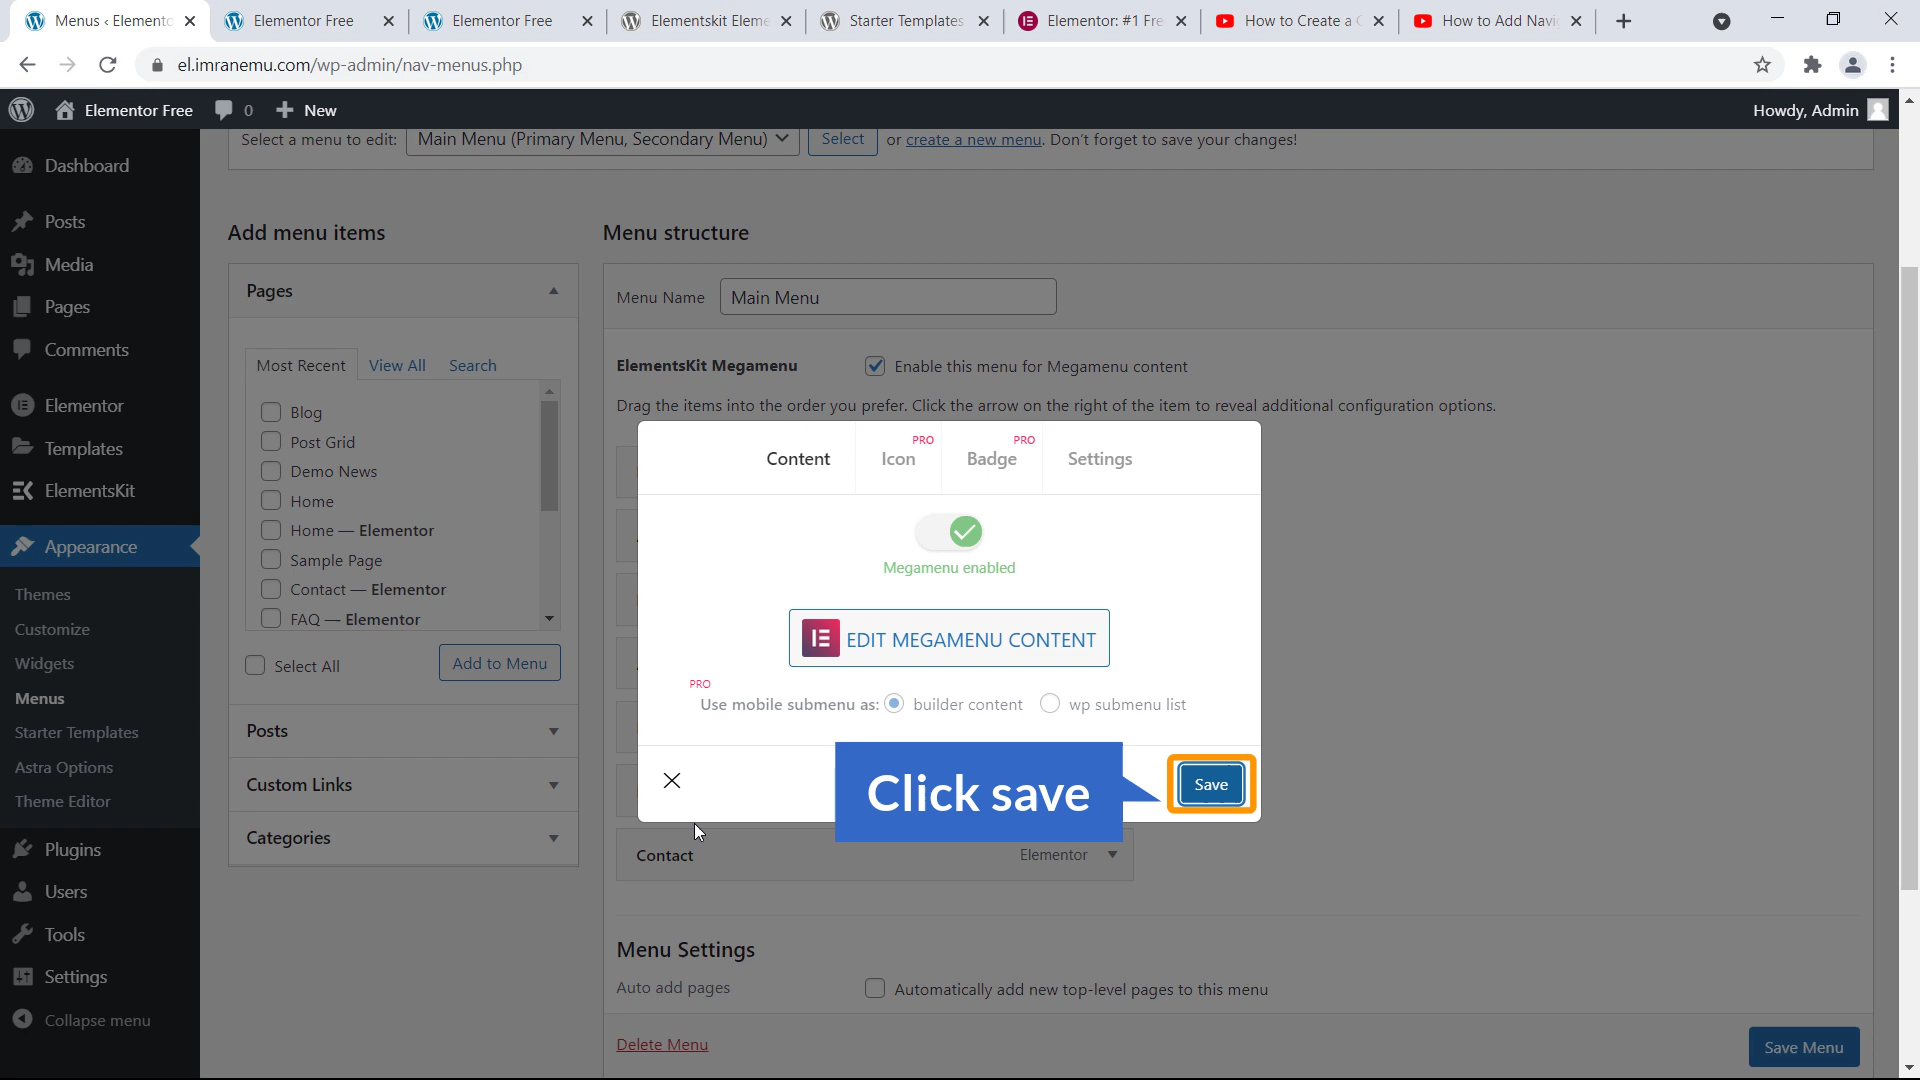 Menus ‹ Elemento
Elementor Free
Elementor Free
Elementskit Eleme
Starter Templates
Elementor: #1 Fre
How to Create a C
How to Add Navi
el.imranemu.com/wp-admin/nav-menus.php
Elementor Free
0
New
Howdy, Admin
Select a menu to edit:
Main Menu (Primary Menu, Secondary Menu)
Select
or create a new menu. Don't forget to save your changes!
Dashboard
Posts
Media
Pages
Comments
Elementor
Templates
ElementsKit
Appearance
Themes
Customize
Widgets
Menus
Starter Templates
Astra Options
Theme Editor
Plugins
Users
Tools
Settings
Collapse menu
Add menu items
Pages
Most Recent
View All
Search
Blog
Post Grid
Demo News
Home
Home — Elementor
Sample Page
Contact — Elementor
FAQ — Elementor
Select All
Add to Menu
Posts
Custom Links
Categories
Menu structure
Menu Name
Main Menu
ElementsKit Megamenu
Enable this menu for Megamenu content
Drag the items into the order you prefer. Click the arrow on the right of the item to reveal additional configuration options.
Content
PRO
Icon
PRO
Badge
Settings
Megamenu enabled
EDIT MEGAMENU CONTENT
PRO
Use mobile submenu as:
builder content
wp submenu list
Click save
Save
Contact
Elementor
Menu Settings
Auto add pages
Automatically add new top-level pages to this menu
Delete Menu
Save Menu